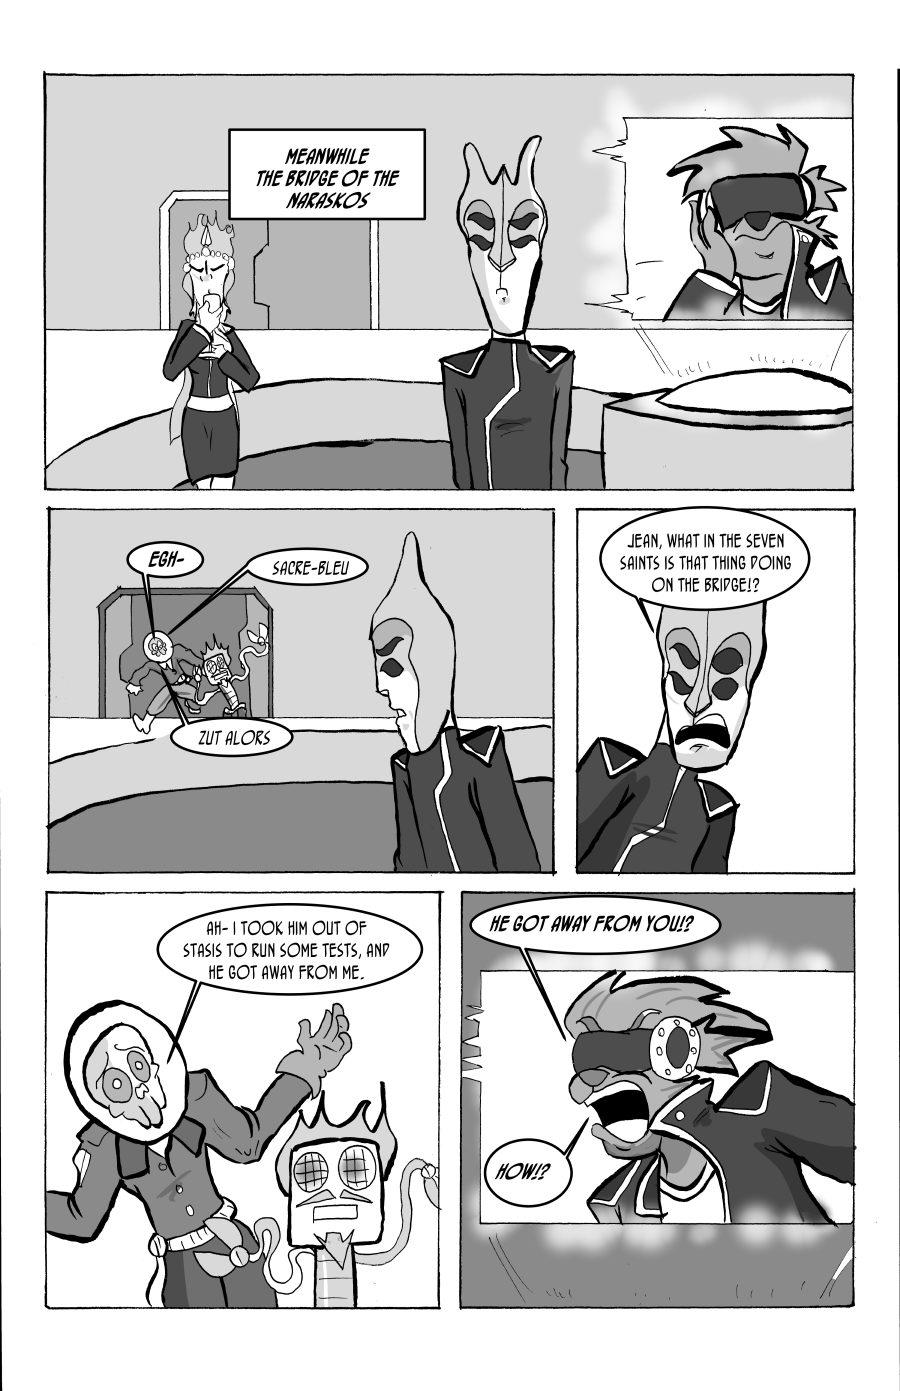 MEANWHILE
THE BRIDGE OF THE
NARASKOS
EGH-
SACRE-BLEU
ZUT ALORS
JEAN, WHAT IN THE SEVEN
SAINTS IS THAT THING DOING
ON THE BRIDGE!?
AH- I TOOK HIM OUT OF
STASIS TO RUN SOME TESTS, AND
HE GOT AWAY FROM ME.
HE GOT AWAY FROM YOU!?
HOW!?